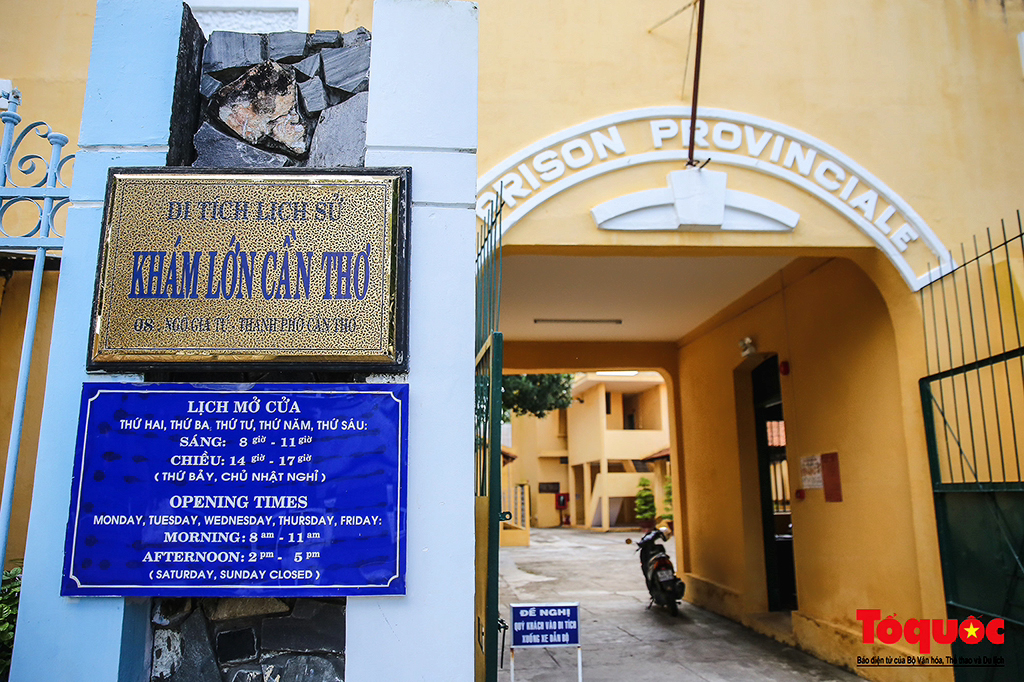 DI TÍCH LỊCH SỬ
KHÁM LỚN CẦN THƠ
08 - NGÔ GIA TỰ - THÀNH PHỐ CẦN THƠ
LỊCH MỞ CỬA
THỨ HAI, THỨ BA, THỨ TƯ, THỨ NĂM, THỨ SÁU:
SÁNG: 8 giờ - 11 giờ
CHIỀU: 14 giờ - 17 giờ
( THỨ BẢY, CHỦ NHẬT NGHỈ )
OPENING TIMES
MONDAY, TUESDAY, WEDNESDAY, THURSDAY, FRIDAY:
MORNING: 8 am - 11 am
AFTERNOON: 2 pm - 5 pm
( SATURDAY, SUNDAY CLOSED )
PRISON PROVINCIALE
ĐỀ NGHỊ
QUÝ KHÁCH VÀO DI TÍCH
XUỐNG XE DẪN BỘ
TổQuốc
Báo điện tử của Bộ Văn hóa, Thể thao và Du lịch